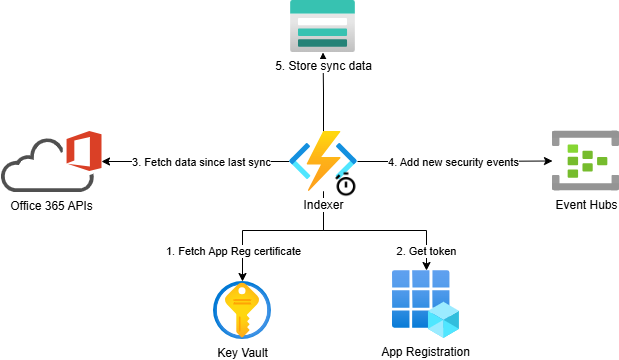 5. Store sync data
3. Fetch data since last sync
4. Add new security events
Office 365 APIs
Indexer
Event Hubs
1. Fetch App Reg certificate
2. Get token
Key Vault
App Registration